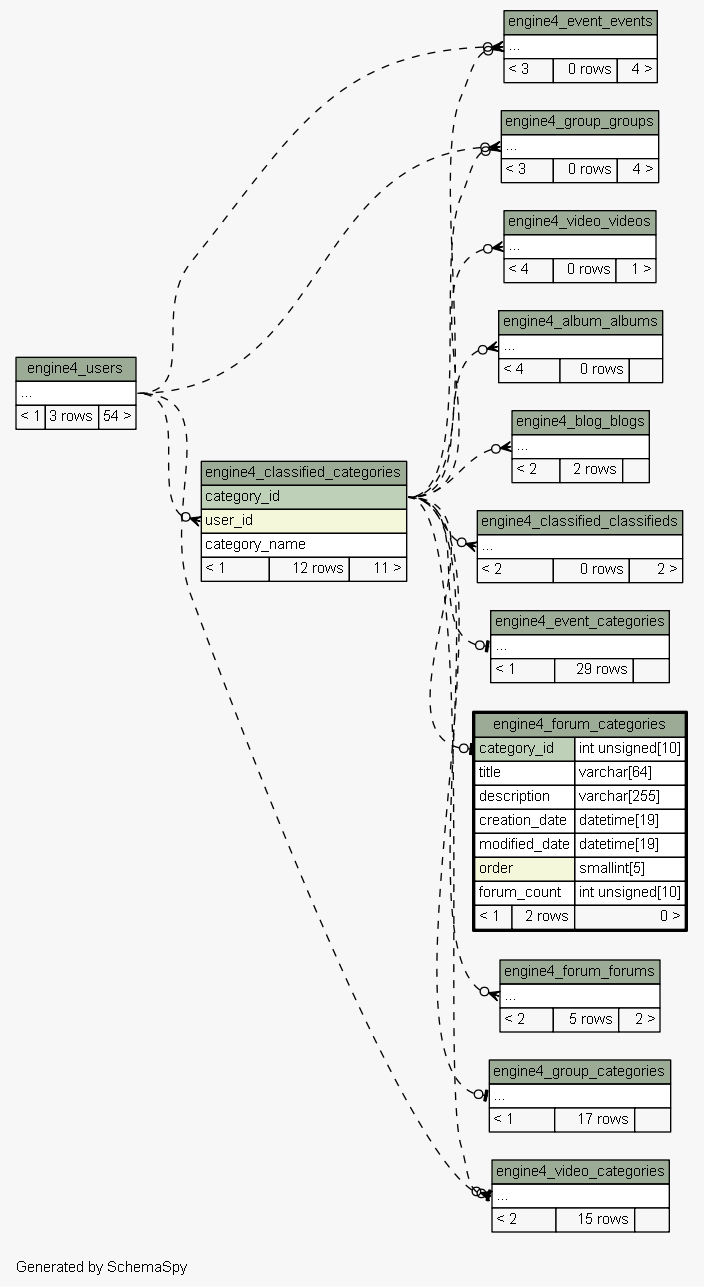 engine4_event_events
...
< 3 0 rows 4 >
engine4_group_groups
...
< 3 0 rows 4 >
engine4_video_videos
...
< 4 0 rows 1 >
engine4_album_albums
...
< 4 0 rows
engine4_users
...
< 1 3 rows 54 >
engine4_blog_blogs
...
< 2 2 rows
engine4_classified_categories
category_id
user_id
category_name
< 1 12 rows 11 >
engine4_classified_classifieds
...
< 2 0 rows 2 >
engine4_event_categories
...
< 1 29 rows
engine4_forum_categories
category_id int unsigned[10]
title varchar[64]
description varchar[255]
creation_date datetime[19]
modified_date datetime[19]
order smallint[5]
forum_count int unsigned[10]
< 1 2 rows 0 >
engine4_forum_forums
...
< 2 5 rows 2 >
engine4_group_categories
...
< 1 17 rows
engine4_video_categories
...
< 2 15 rows
Generated by SchemaSpy